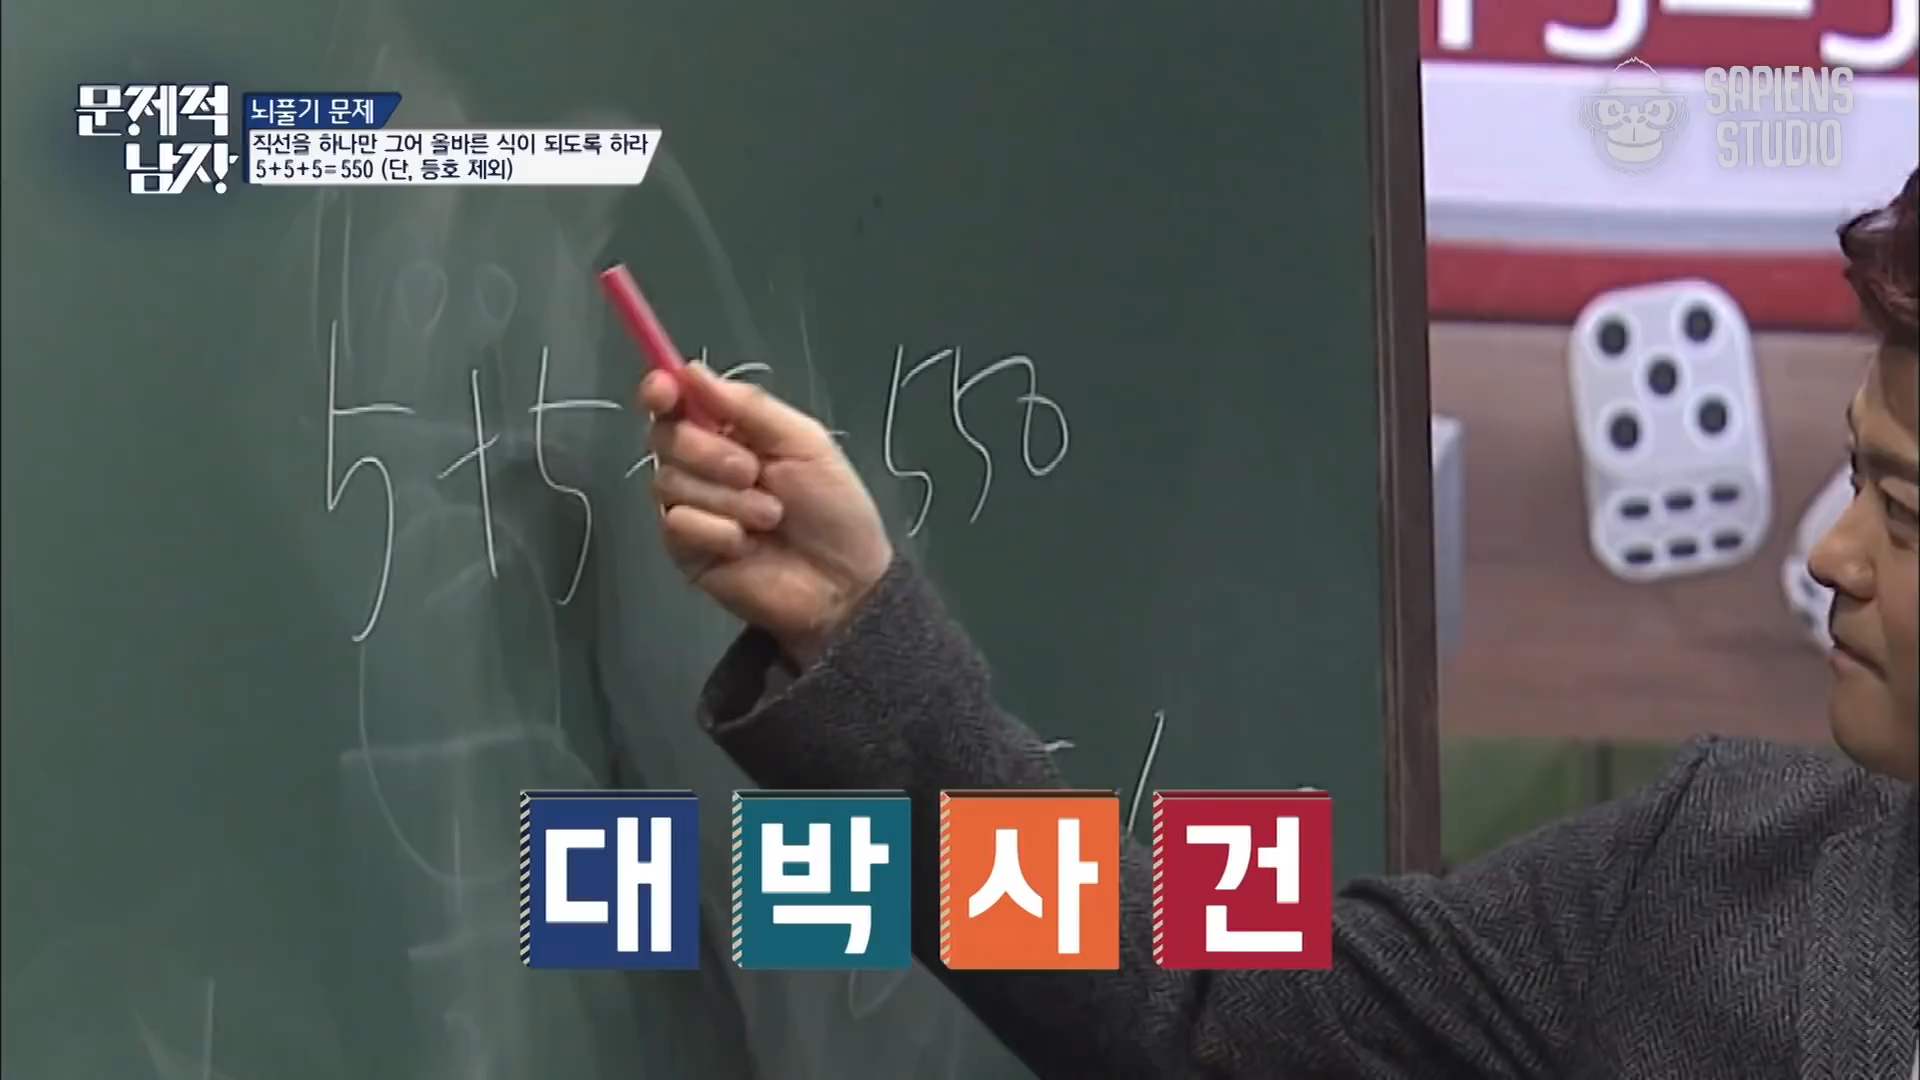 문제적
남자
뇌풀기 문제
직선을 하나만 그어 올바른 식이 되도록 하라
5+5+5=550 (단, 등호 제외)
SAPIENS
STUDIO
5+5 550
대박사건